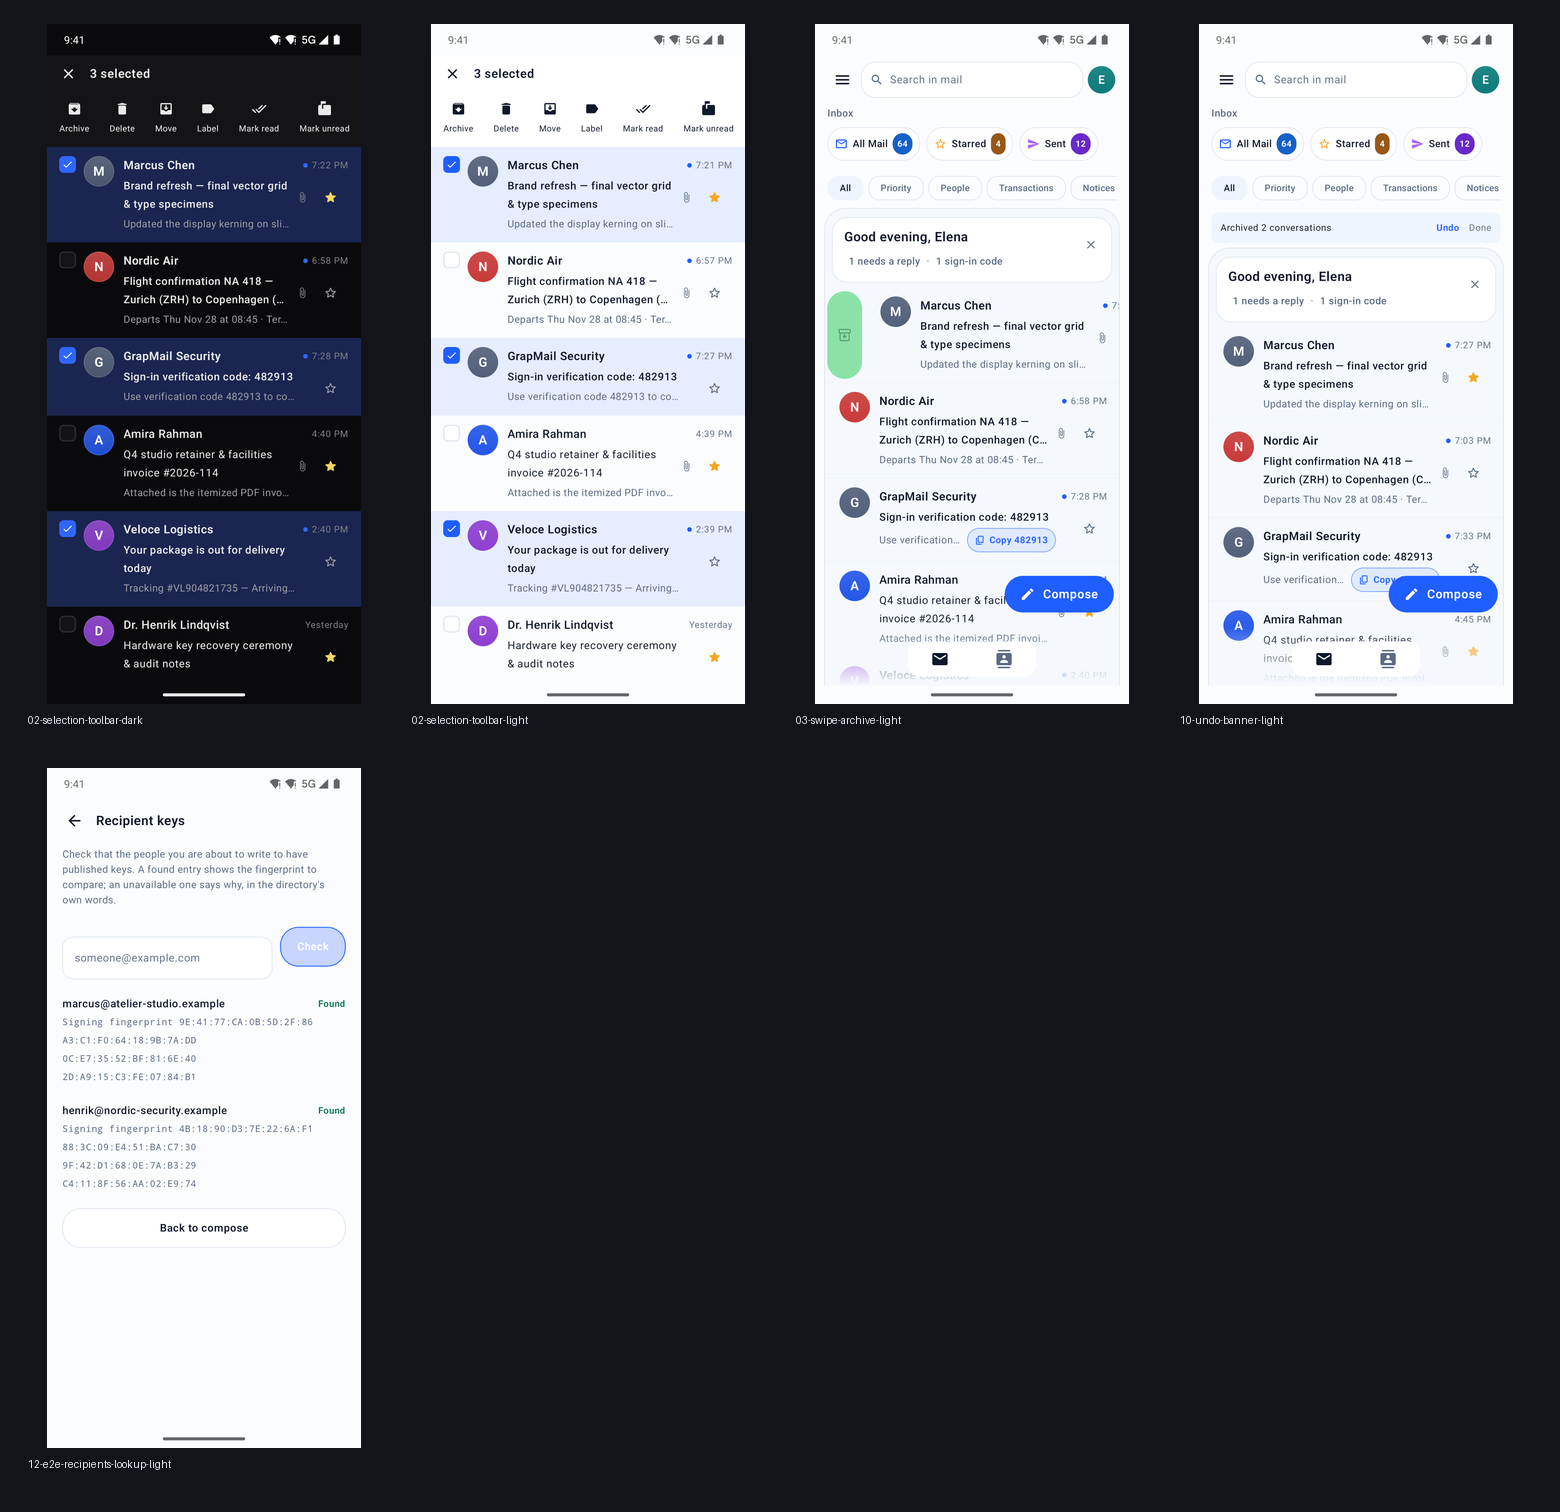 9:41
5G
3 selected
Archive
Delete
Move
Label
Mark read
Mark unread
M
Marcus Chen
7:22 PM
Brand refresh — final vector grid
& type specimens
Updated the display kerning on sli…
N
Nordic Air
6:58 PM
Flight confirmation NA 418 —
Zurich (ZRH) to Copenhagen (…
Departs Thu Nov 28 at 08:45 · Ter…
G
GrapMail Security
7:28 PM
Sign-in verification code: 482913
Use verification code 482913 to co…
A
Amira Rahman
4:40 PM
Q4 studio retainer & facilities
invoice #2026-114
Attached is the itemized PDF invo…
V
Veloce Logistics
2:40 PM
Your package is out for delivery
today
Tracking #VL904821735 — Arriving…
D
Dr. Henrik Lindqvist
Yesterday
Hardware key recovery ceremony
& audit notes
02-selection-toolbar-dark
9:41
5G
3 selected
Archive
Delete
Move
Label
Mark read
Mark unread
M
Marcus Chen
7:21 PM
Brand refresh — final vector grid
& type specimens
Updated the display kerning on sli…
N
Nordic Air
6:57 PM
Flight confirmation NA 418 —
Zurich (ZRH) to Copenhagen (…
Departs Thu Nov 28 at 08:45 · Ter…
G
GrapMail Security
7:27 PM
Sign-in verification code: 482913
Use verification code 482913 to co…
A
Amira Rahman
4:39 PM
Q4 studio retainer & facilities
invoice #2026-114
Attached is the itemized PDF invo…
V
Veloce Logistics
2:39 PM
Your package is out for delivery
today
Tracking #VL904821735 — Arriving…
D
Dr. Henrik Lindqvist
Yesterday
Hardware key recovery ceremony
& audit notes
02-selection-toolbar-light
9:41
5G
Search in mail
E
Inbox
All Mail 64
Starred 4
Sent 12
All
Priority
People
Transactions
Notices
Good evening, Elena
1 needs a reply · 1 sign-in code
M
Marcus Chen
7:
Brand refresh — final vector grid
& type specimens
Updated the display kerning on sli…
N
Nordic Air
6:58 PM
Flight confirmation NA 418 —
Zurich (ZRH) to Copenhagen (C…
Departs Thu Nov 28 at 08:45 · Ter…
G
GrapMail Security
7:28 PM
Sign-in verification code: 482913
Use verification…
Copy 482913
A
Amira Rahman
Q4 studio retainer & facil
invoice #2026-114
Attached is the itemized PDF invoi…
Compose
Veloce Logistics
2:40 PM
03-swipe-archive-light
9:41
5G
Search in mail
E
Inbox
All Mail 64
Starred 4
Sent 12
All
Priority
People
Transactions
Notices
Archived 2 conversations
Undo
Done
Good evening, Elena
1 needs a reply · 1 sign-in code
M
Marcus Chen
7:27 PM
Brand refresh — final vector grid
& type specimens
Updated the display kerning on sli…
N
Nordic Air
7:03 PM
Flight confirmation NA 418 —
Zurich (ZRH) to Copenhagen (C…
Departs Thu Nov 28 at 08:45 · Ter…
G
GrapMail Security
7:33 PM
Sign-in verification code: 482913
Use verification…
Copy
Compose
A
Amira Rahman
4:45 PM
Q4 studio retainer & facilities
invoic
10-undo-banner-light
9:41
5G
Recipient keys
Check that the people you are about to write to have
published keys. A found entry shows the fingerprint to
compare; an unavailable one says why, in the directory's
own words.
someone@example.com
Check
marcus@atelier-studio.example
Found
Signing fingerprint 9E:41:77:CA:0B:5D:2F:86
A3:C1:F0:64:18:9B:7A:DD
0C:E7:35:52:BF:81:6E:40
2D:A9:15:C3:FE:07:84:B1
henrik@nordic-security.example
Found
Signing fingerprint 4B:18:90:D3:7E:22:6A:F1
88:3C:09:E4:51:BA:C7:30
9F:42:D1:68:0E:7A:B3:29
C4:11:8F:56:AA:02:E9:74
Back to compose
12-e2e-recipients-lookup-light